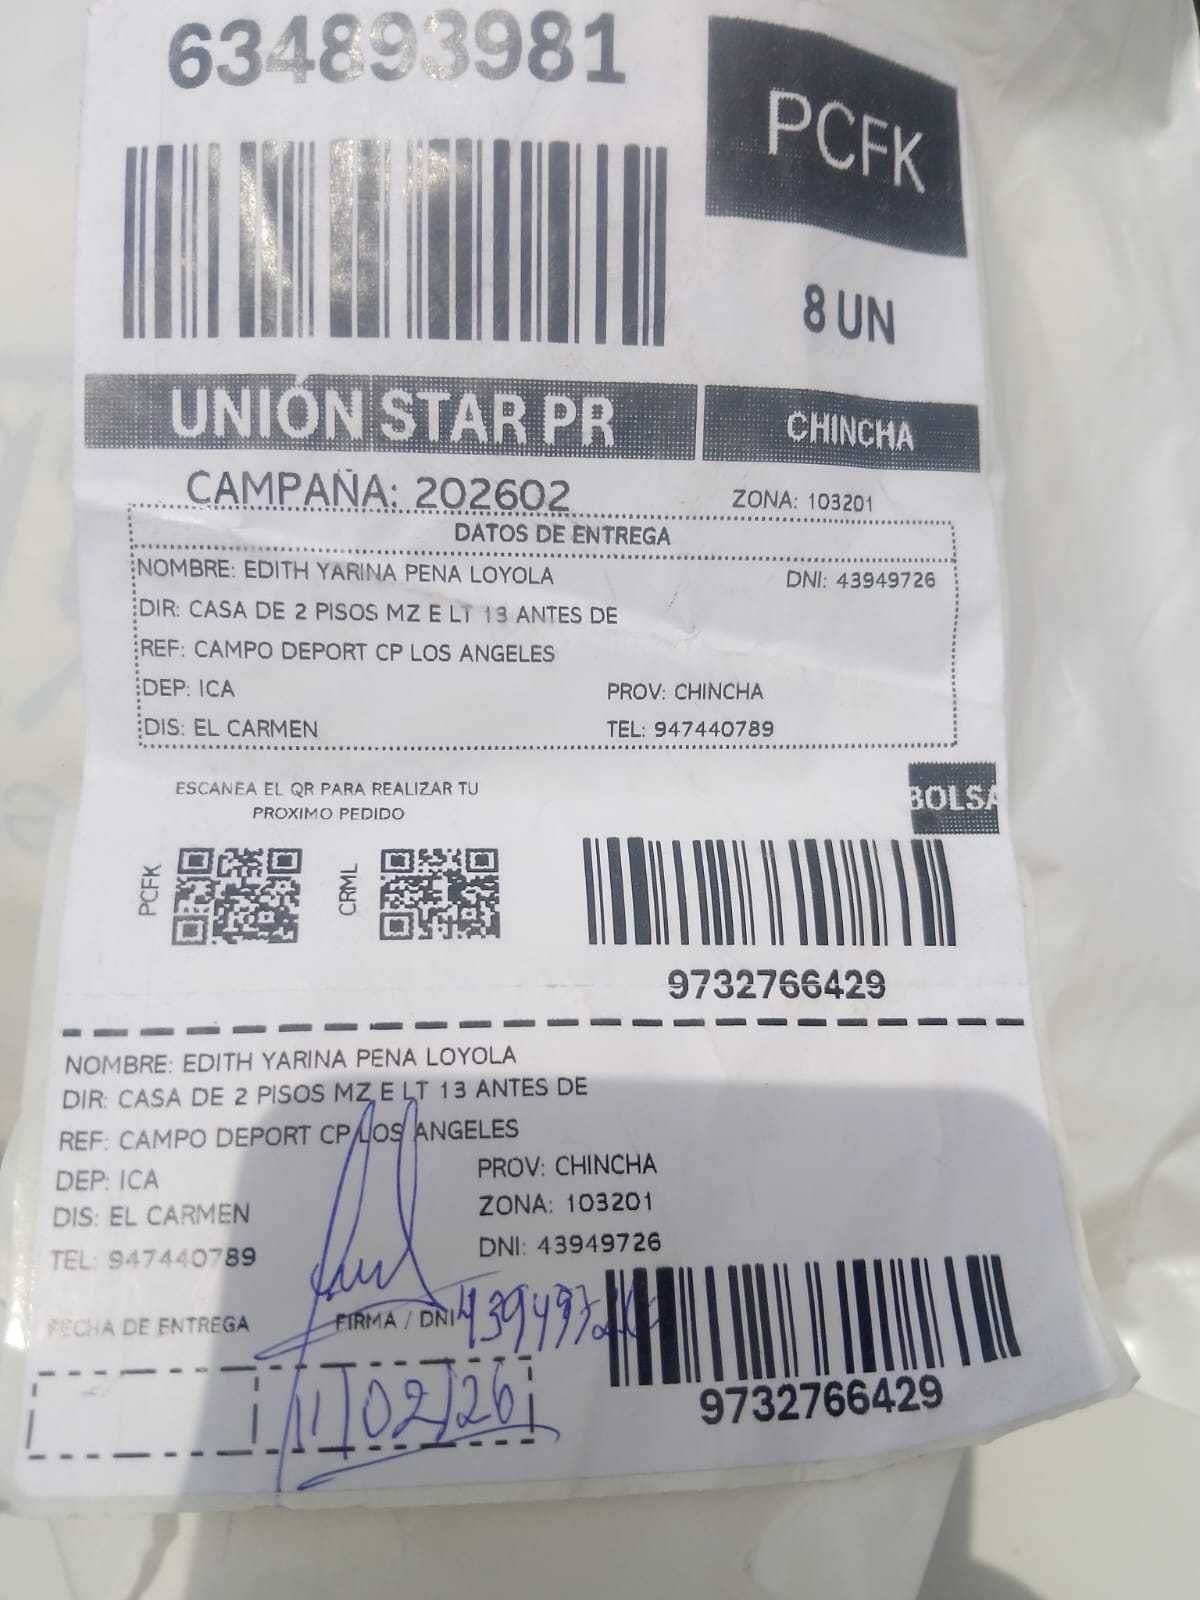 634893981
PCFK
8 UN
UNIÓN STAR PR
CHINCHA
CAMPAÑA: 202602
ZONA: 103201
DATOS DE ENTREGA
NOMBRE: EDITH YARINA PENA LOYOLA
DNI: 43949726
DIR: CASA DE 2 PISOS MZ E LT 13 ANTES DE
REF: CAMPO DEPORT CP LOS ANGELES
DEP: ICA
PROV: CHINCHA
DIS: EL CARMEN
TEL: 947440789
ESCANEA EL QR PARA REALIZAR TU
PROXIMO PEDIDO
BOLSA
PCFK
CRML
9732766429
NOMBRE: EDITH YARINA PENA LOYOLA
DIR: CASA DE 2 PISOS MZ E LT 13 ANTES DE
REF: CAMPO DEPORT CP LOS ANGELES
DEP: ICA
PROV: CHINCHA
DIS: EL CARMEN
ZONA: 103201
TEL: 947440789
DNI: 43949726
FECHA DE ENTREGA
FIRMA / DNI
11/02/26
9732766429